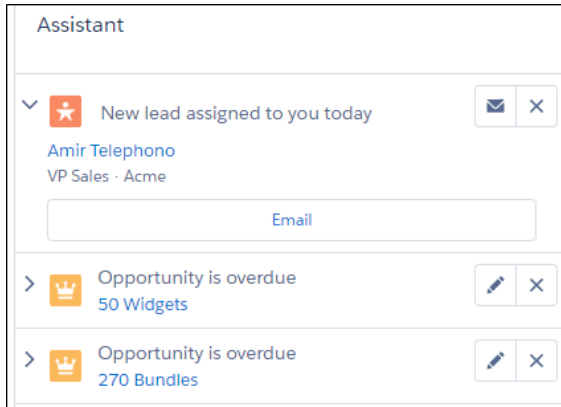 Assistant
New lead assigned to you today
Amir Telephono
VP Sales · Acme
Email
Opportunity is overdue
50 Widgets
Opportunity is overdue
270 Bundles